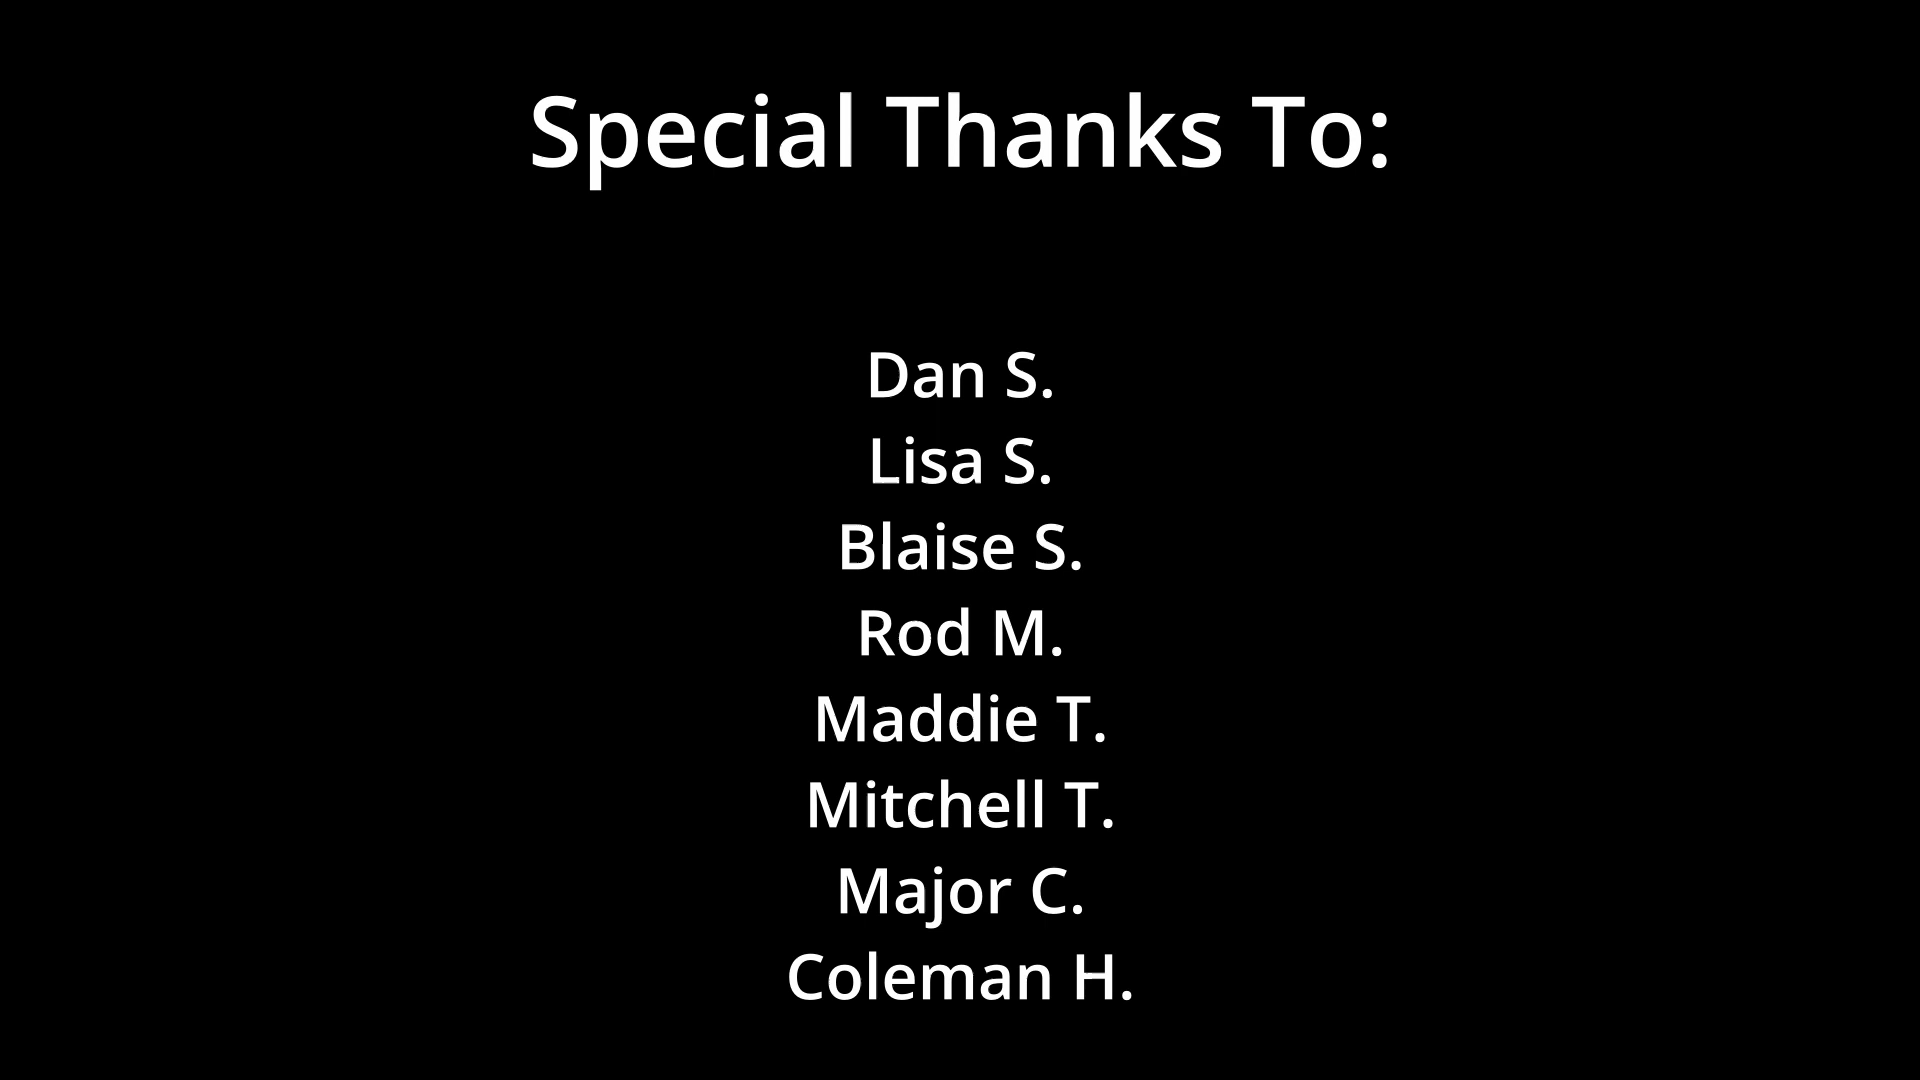 Special Thanks To:
Dan S.
Lisa S.
Blaise S.
Rod M.
Maddie T.
Mitchell T.
Major C.
Coleman H.